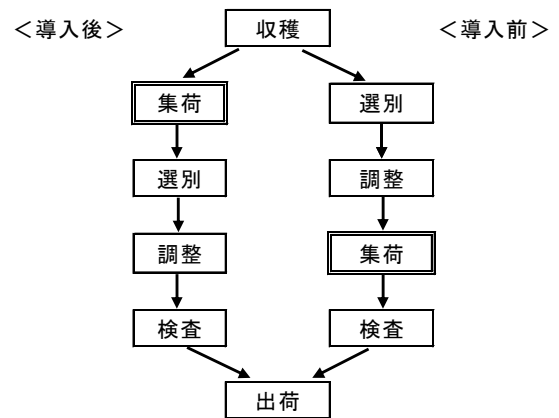 ＜導入後＞ 収穫 ＜導入前＞
集荷 選別
選別 調整
調整 集荷
検査 検査
出荷